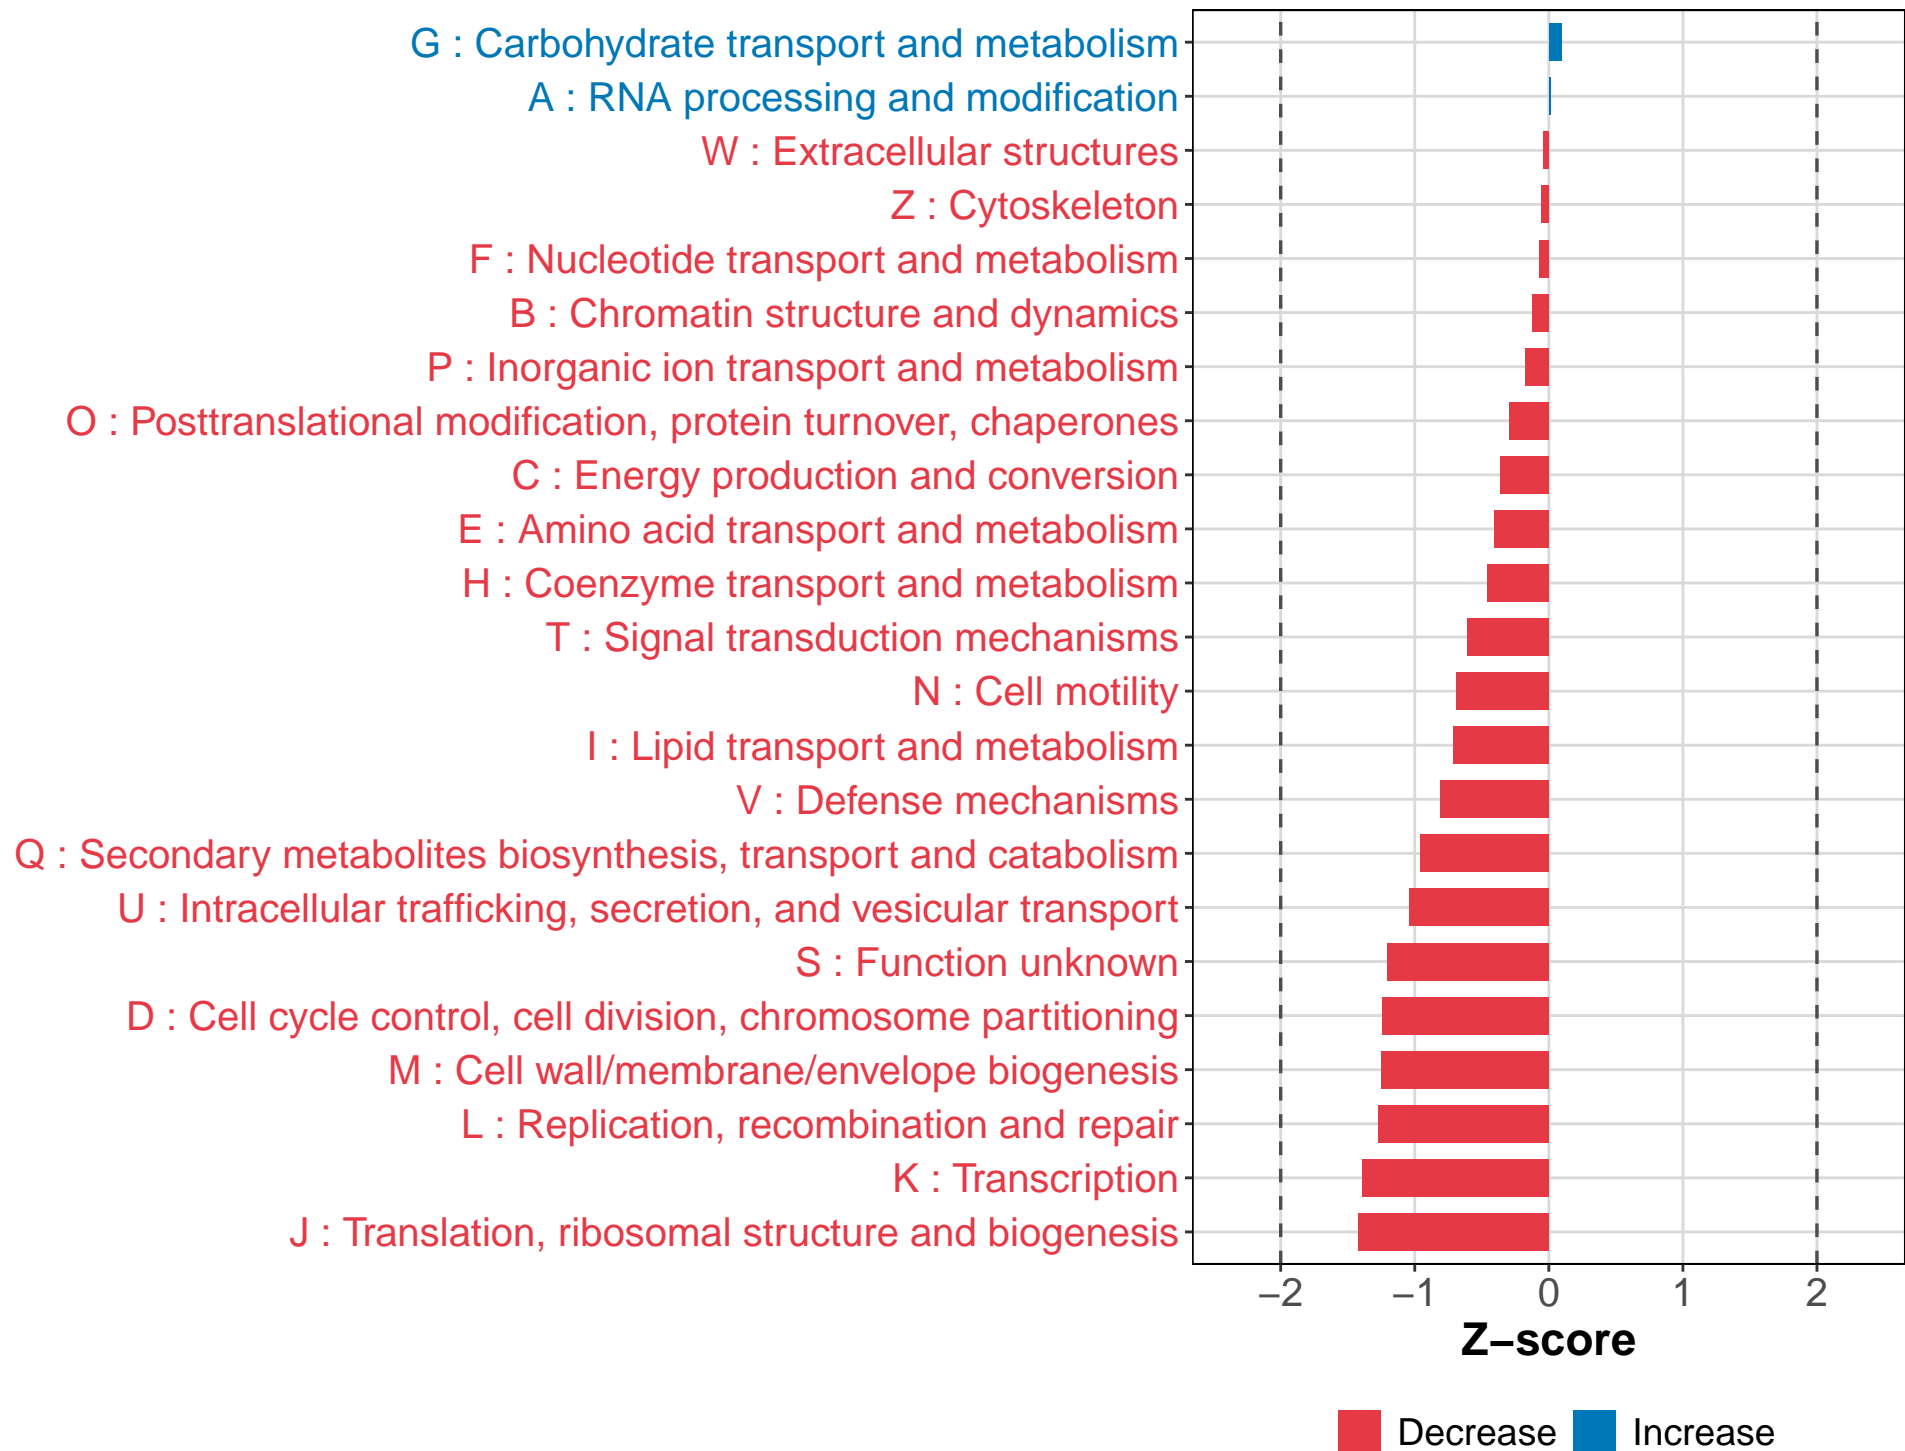 G : Carbohydrate transport and metabolism
A : RNA processing and modification
W : Extracellular structures
Z : Cytoskeleton
F : Nucleotide transport and metabolism
B : Chromatin structure and dynamics
P : Inorganic ion transport and metabolism
O : Posttranslational modification, protein turnover, chaperones
C : Energy production and conversion
E : Amino acid transport and metabolism
H : Coenzyme transport and metabolism
T : Signal transduction mechanisms
N : Cell motility
I : Lipid transport and metabolism
V : Defense mechanisms
Q : Secondary metabolites biosynthesis, transport and catabolism
U : Intracellular trafficking, secretion, and vesicular transport
S : Function unknown
D : Cell cycle control, cell division, chromosome partitioning
M : Cell wall/membrane/envelope biogenesis
L : Replication, recombination and repair
K : Transcription
J : Translation, ribosomal structure and biogenesis
−2 −1 0 1 2
Z−score
Decrease Increase